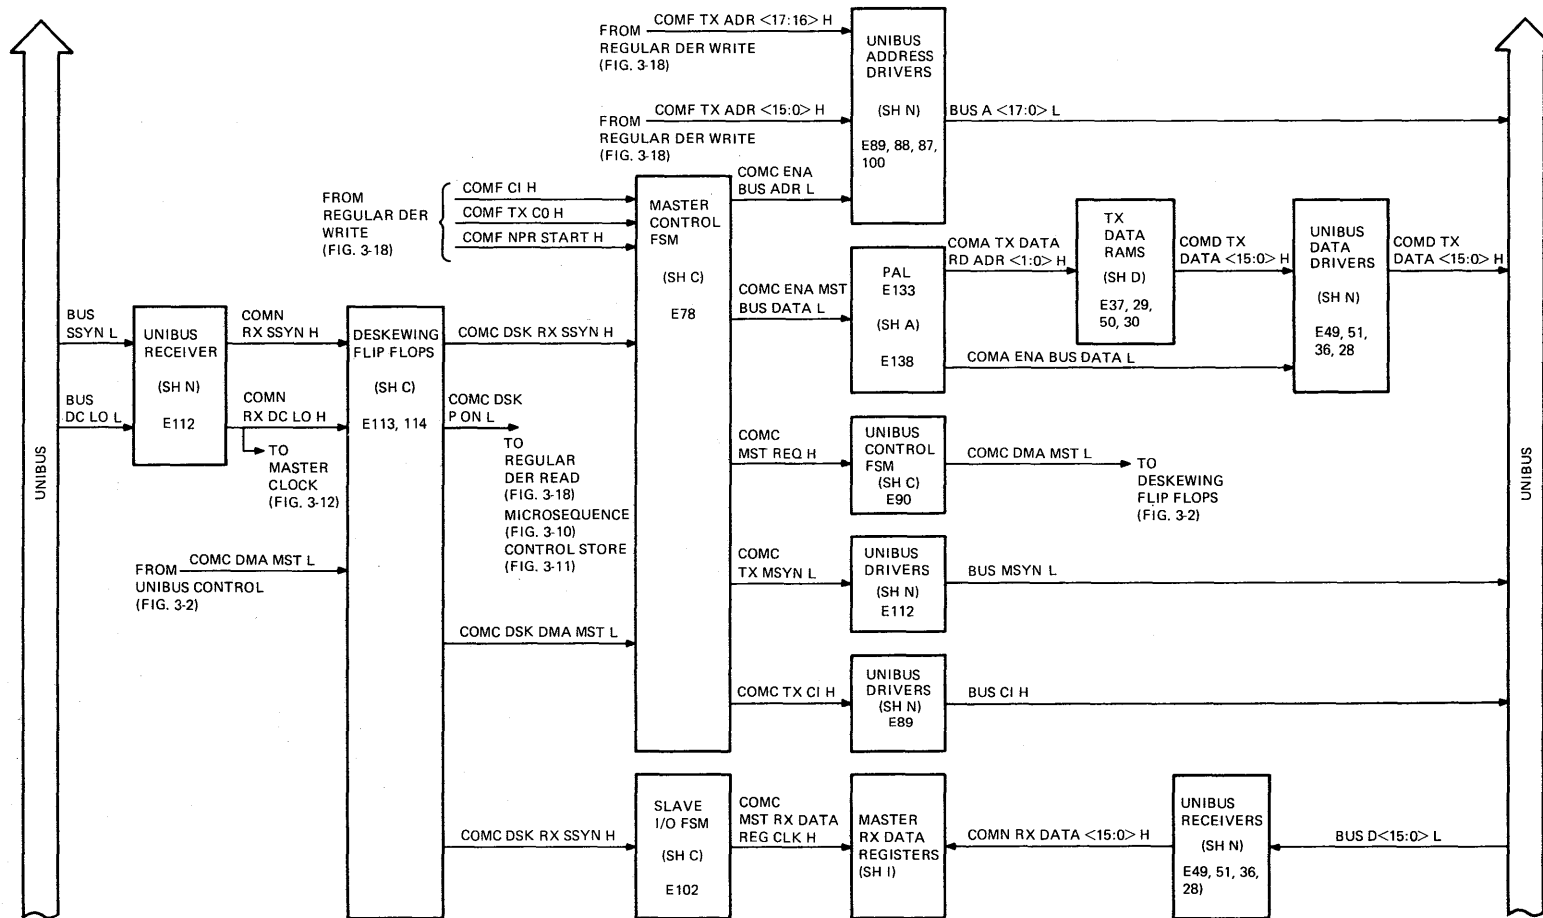 COMF TX ADR <17:16> H
FROM
REGULAR DER WRITE
(FIG. 3-18)
COMF TX ADR <15:0> H
FROM
REGULAR DER WRITE
(FIG. 3-18)
UNIBUS
ADDRESS
DRIVERS
(SH N)
E89, 88, 87,
100
BUS A <17:0> L
FROM
REGULAR DER
WRITE
(FIG. 3-18)
COMF CI H
COMF TX C0 H
COMF NPR START H
MASTER
CONTROL
FSM
(SH C)
E78
COMC ENA
BUS ADR L
COMC ENA MST
BUS DATA L
PAL
E133
(SH A)
E138
COMA TX DATA
RD ADR <1:0> H
TX
DATA
RAMS
(SH D)
E37, 29,
50, 30
COMD TX
DATA <15:0> H
UNIBUS
DATA
DRIVERS
(SH N)
E49, 51,
36, 28
COMD TX
DATA <15:0> H
COMA ENA BUS DATA L
UNIBUS
BUS
SSYN L
BUS
DC LO L
UNIBUS
RECEIVER
(SH N)
E112
COMN
RX SSYN H
COMN
RX DC LO H
TO
MASTER
CLOCK
(FIG. 3-12)
DESKEWING
FLIP FLOPS
(SH C)
E113, 114
COMC DSK RX SSYN H
COMC DSK
P ON L
TO
REGULAR
DER READ
(FIG. 3-18)
MICROSEQUENCE
(FIG. 3-10)
CONTROL STORE
(FIG. 3-11)
COMC
MST REQ H
UNIBUS
CONTROL
FSM
(SH C)
E90
COMC DMA MST L
TO
DESKEWING
FLIP FLOPS
(FIG. 3-2)
UNIBUS
COMC DMA MST L
FROM
UNIBUS CONTROL
(FIG. 3-2)
COMC
TX MSYN L
UNIBUS
DRIVERS
(SH N)
E112
BUS MSYN L
COMC DSK DMA MST L
COMC TX CI H
UNIBUS
DRIVERS
(SH N)
E89
BUS CI H
COMC DSK RX SSYN H
SLAVE
I/O FSM
(SH C)
E102
COMC
MST RX DATA
REG CLK H
MASTER
RX DATA
REGISTERS
(SH I)
COMN RX DATA <15:0> H
UNIBUS
RECEIVERS
(SH N)
E49, 51, 36,
28)
BUS D<15:0> L